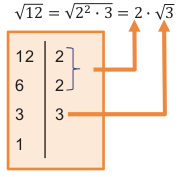 √12 = √2² · 3 = 2 · √3
12 2
6 2
3 3
1